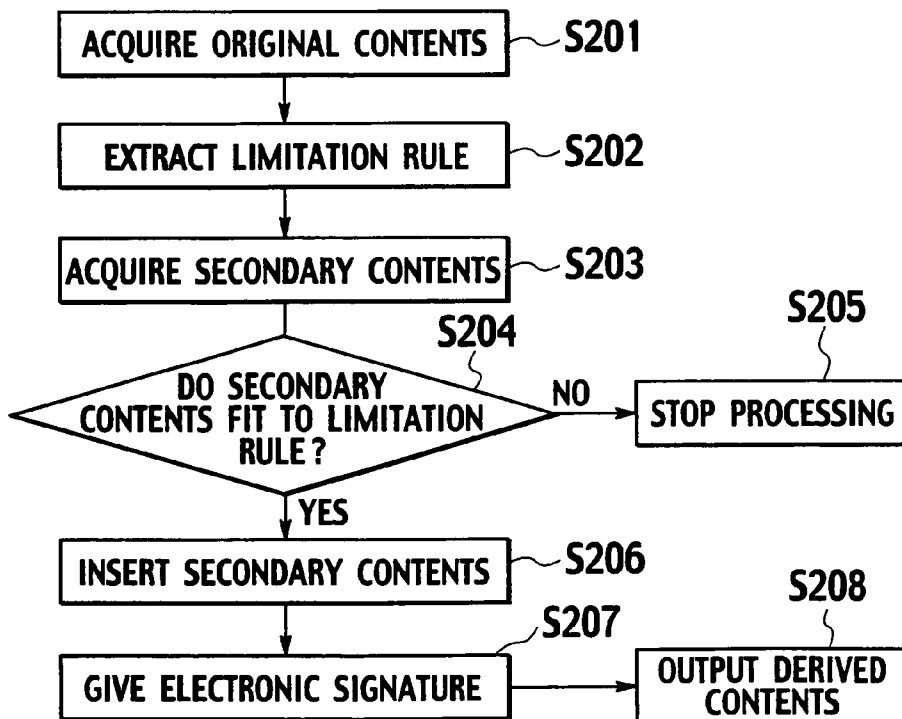 ACQUIRE ORIGINAL CONTENTS
S201
EXTRACT LIMITATION RULE
S202
ACQUIRE SECONDARY CONTENTS
S203
S204
DO SECONDARY
CONTENTS FIT TO LIMITATION
RULE?
NO
S205
STOP PROCESSING
YES
INSERT SECONDARY CONTENTS
S206
S207
GIVE ELECTRONIC SIGNATURE
S208
OUTPUT DERIVED
CONTENTS